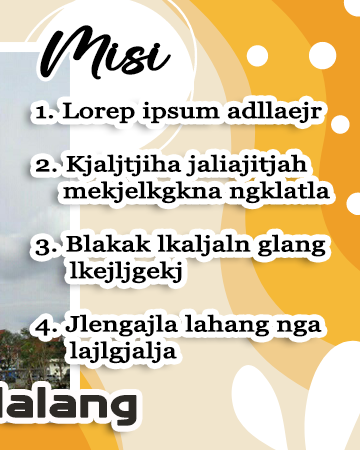 Misi
1. Lorep ipsum adllaejr
2. Kjaljtjiha jaliajitjah
mekjelkgkna ngklatla
3. Blakak lkaljaln glang
lkejljgekj
4. Jlengajla lahang nga
lajlgjalja